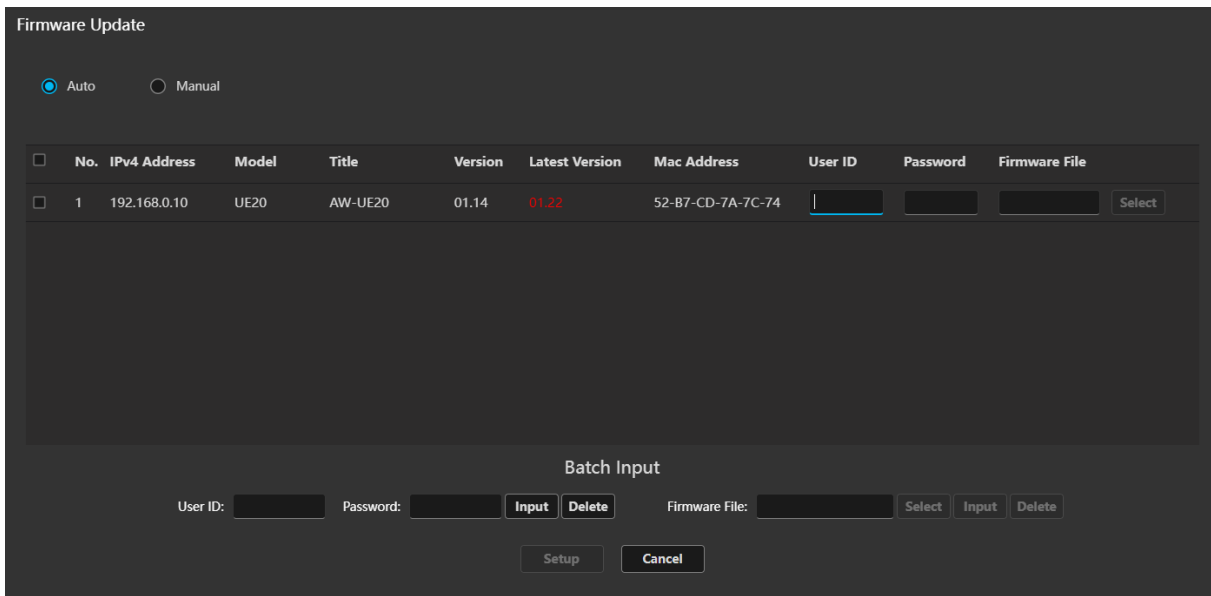 Firmware Update
Auto Manual
No. IPv4 Address Model Title Version Latest Version Mac Address User ID Password Firmware File
1 192.168.0.10 UE20 AW-UE20 01.14 01.22 52-B7-CD-7A-7C-74 Select
Batch Input
User ID: Password: Input Delete Firmware File: Select Input Delete
Setup Cancel